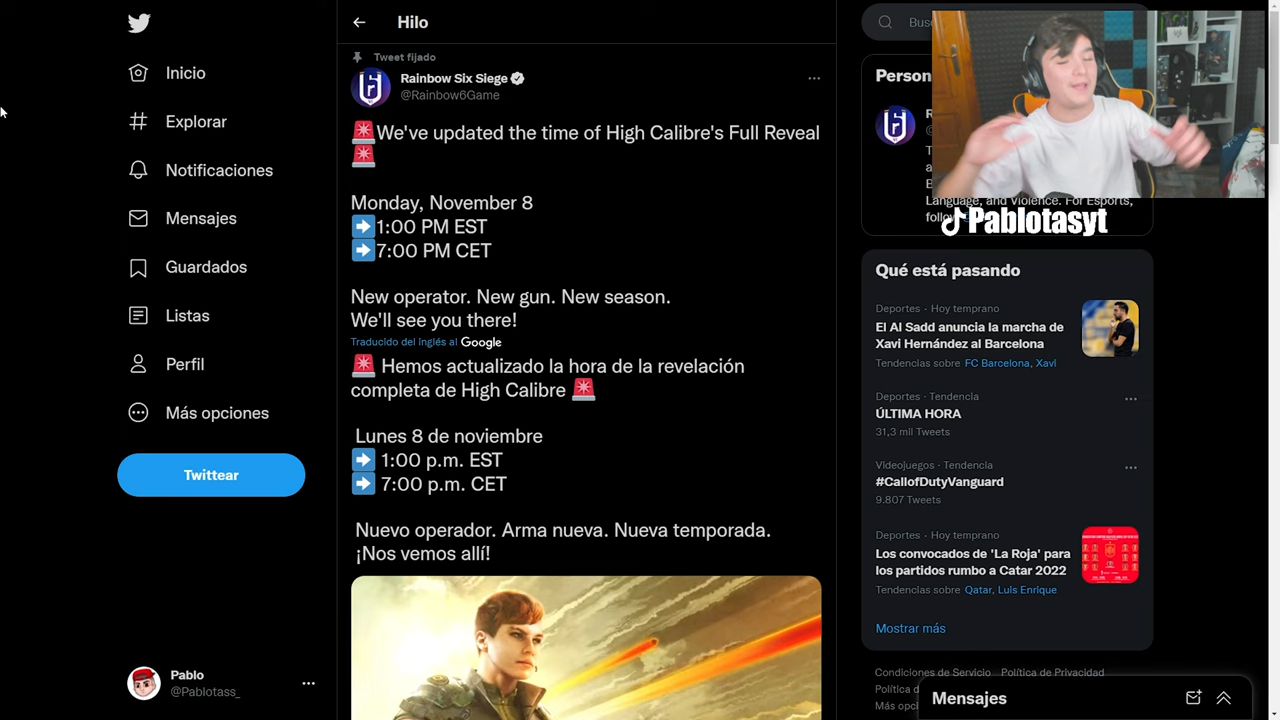 Inicio
Explorar
Notificaciones
Mensajes
Guardados
Listas
Perfil
Más opciones
Twittear
Pablo
@Pablotass_
Hilo
Tweet fijado
Rainbow Six Siege
@Rainbow6Game
🚨We've updated the time of High Calibre's Full Reveal
🚨
Monday, November 8
➡️1:00 PM EST
➡️7:00 PM CET
New operator. New gun. New season.
We'll see you there!
Traducido del inglés al Google
🚨 Hemos actualizado la hora de la revelación
completa de High Calibre 🚨
Lunes 8 de noviembre
➡️ 1:00 p.m. EST
➡️ 7:00 p.m. CET
Nuevo operador. Arma nueva. Nueva temporada.
¡Nos vemos allí!
Language, and Violence. For Esports,
Pablotasyt
Qué está pasando
Deportes · Hoy temprano
El Al Sadd anuncia la marcha de
Xavi Hernández al Barcelona
Tendencias sobre FC Barcelona, Xavi
Deportes · Tendencia
ÚLTIMA HORA
31,3 mil Tweets
Videojuegos · Tendencia
#CallofDutyVanguard
9.807 Tweets
Deportes · Hoy temprano
Los convocados de 'La Roja' para
los partidos rumbo a Catar 2022
Tendencias sobre Qatar, Luis Enrique
Mostrar más
Condiciones de Servicio Política de Privacidad
Mensajes